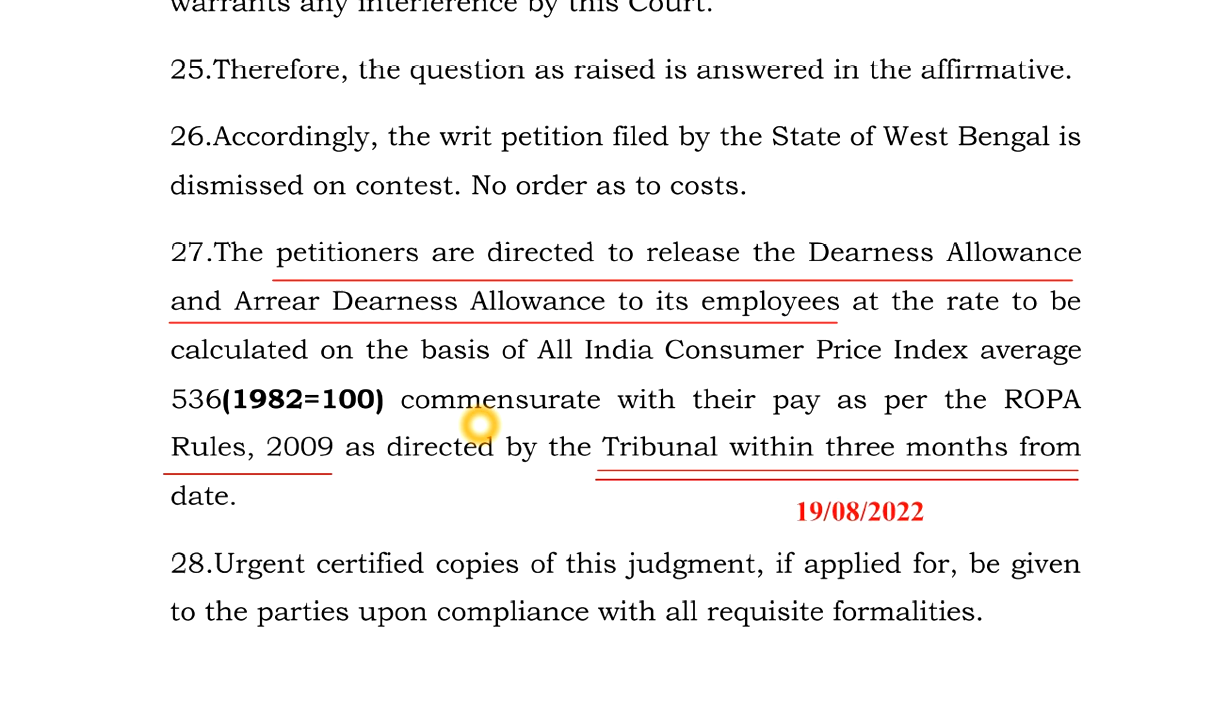 warrants any interference by this Court.
25.Therefore, the question as raised is answered in the affirmative.
26.Accordingly, the writ petition filed by the State of West Bengal is
dismissed on contest. No order as to costs.
27.The petitioners are directed to release the Dearness Allowance
and Arrear Dearness Allowance to its employees at the rate to be
calculated on the basis of All India Consumer Price Index average
536(1982=100) commensurate with their pay as per the ROPA
Rules, 2009 as directed by the Tribunal within three months from
date.
19/08/2022
28.Urgent certified copies of this judgment, if applied for, be given
to the parties upon compliance with all requisite formalities.